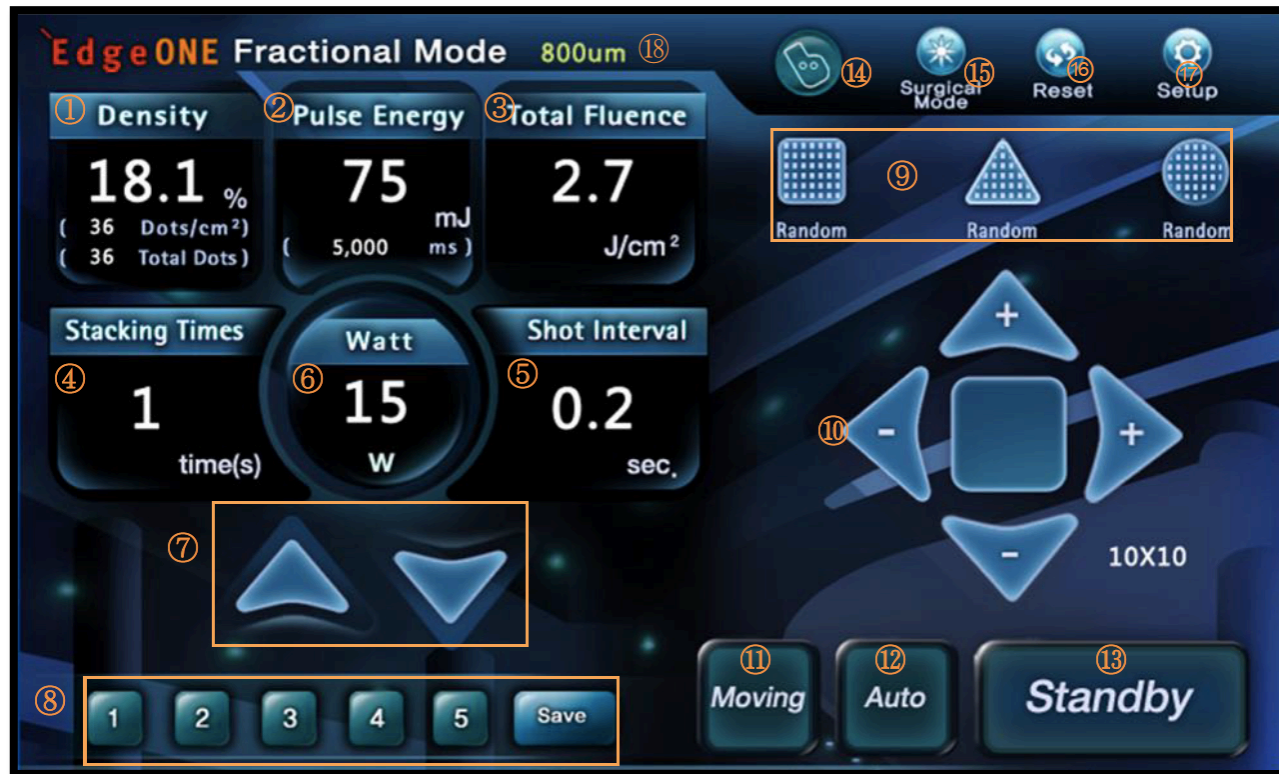 EdgeONE Fractional Mode 800um ⑱
⑭
⑮ Surgical Mode
⑯ Reset
⑰ Setup
① Density
18.1 %
( 36 Dots/cm²)
( 36 Total Dots)
② Pulse Energy
75
mJ
( 5,000 ms )
③ Total Fluence
2.7
J/cm²
⑨
Random Random Random
Stacking Times
④ 1
time(s)
Watt
⑥ 15
W
Shot Interval
⑤ 0.2
sec.
+
⑩ - +
-
10X10
⑦
⑧ 1 2 3 4 5 Save
⑪ Moving
⑫ Auto
⑬ Standby